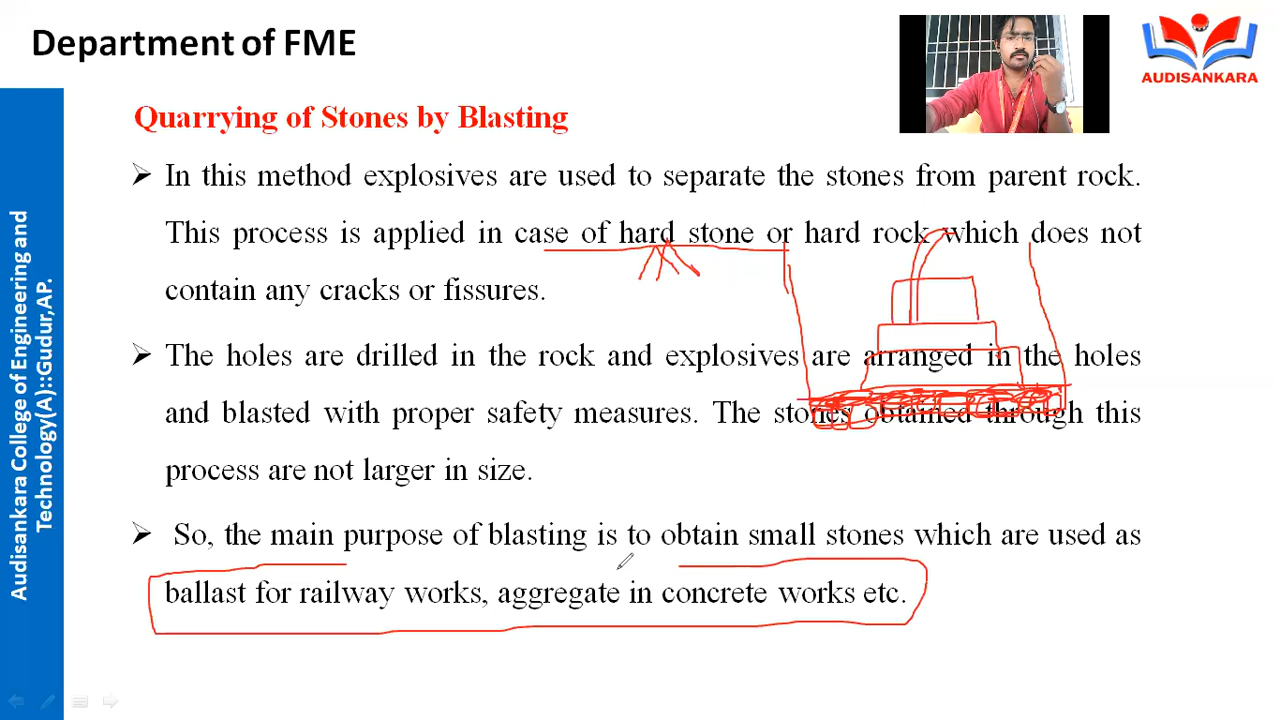 Department of FME
AUDISANKARA
Audisankara College of Engineering and
Technology(A)::Gudur,AP.
Quarrying of Stones by Blasting
➢ In this method explosives are used to separate the stones from parent rock.
This process is applied in case of hard stone or hard rock which does not
contain any cracks or fissures.
➢ The holes are drilled in the rock and explosives are arranged in the holes
and blasted with proper safety measures. The stones obtained through this
process are not larger in size.
➢ So, the main purpose of blasting is to obtain small stones which are used as
ballast for railway works, aggregate in concrete works etc.